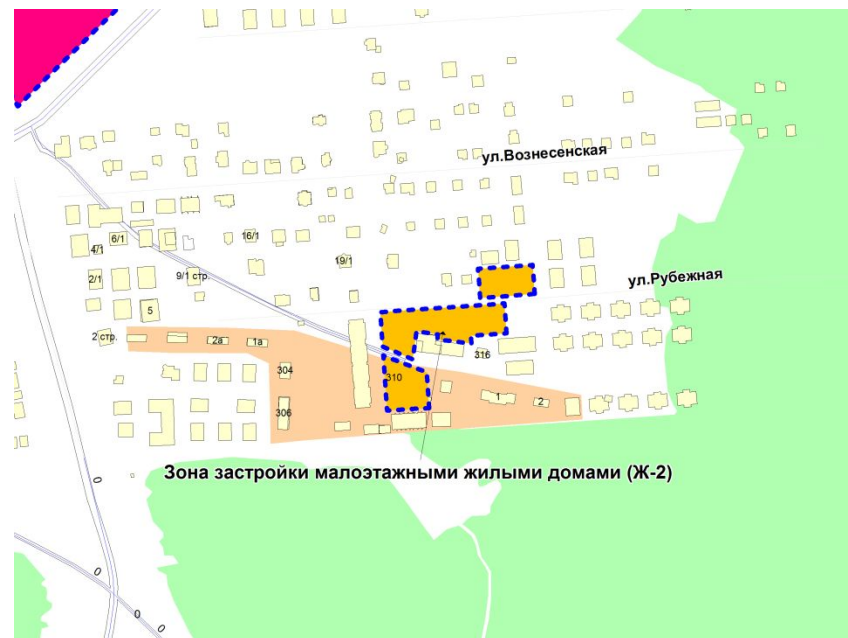 ул.Вознесенская
6/1
16/1
4/1
19/1
2/1
9/1 стр.
ул.Рубежная
5
2 стр.
2а
1а
316
304
310
1
2
306
Зона застройки малоэтажными жилыми домами (Ж-2)
0
0
0
0
0